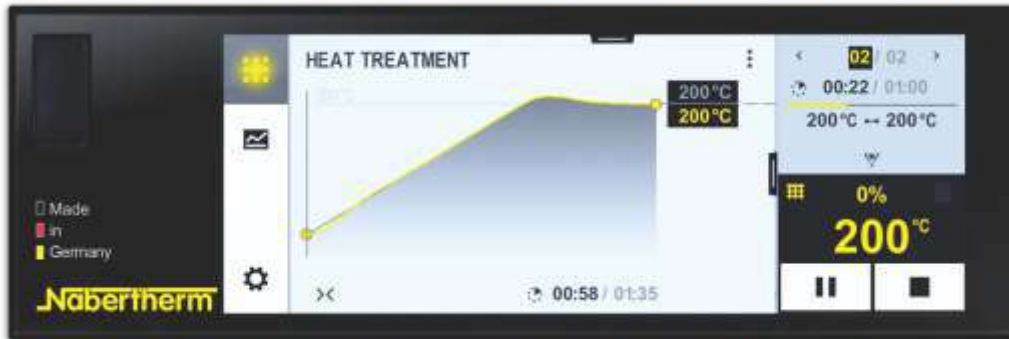 Made
in
Germany
Nabertherm
HEAT TREATMENT
200 °C
200 °C
00:58 / 01:35
02 / 02
00:22 / 01:00
200 °C ↔ 200 °C
0%
200 °C